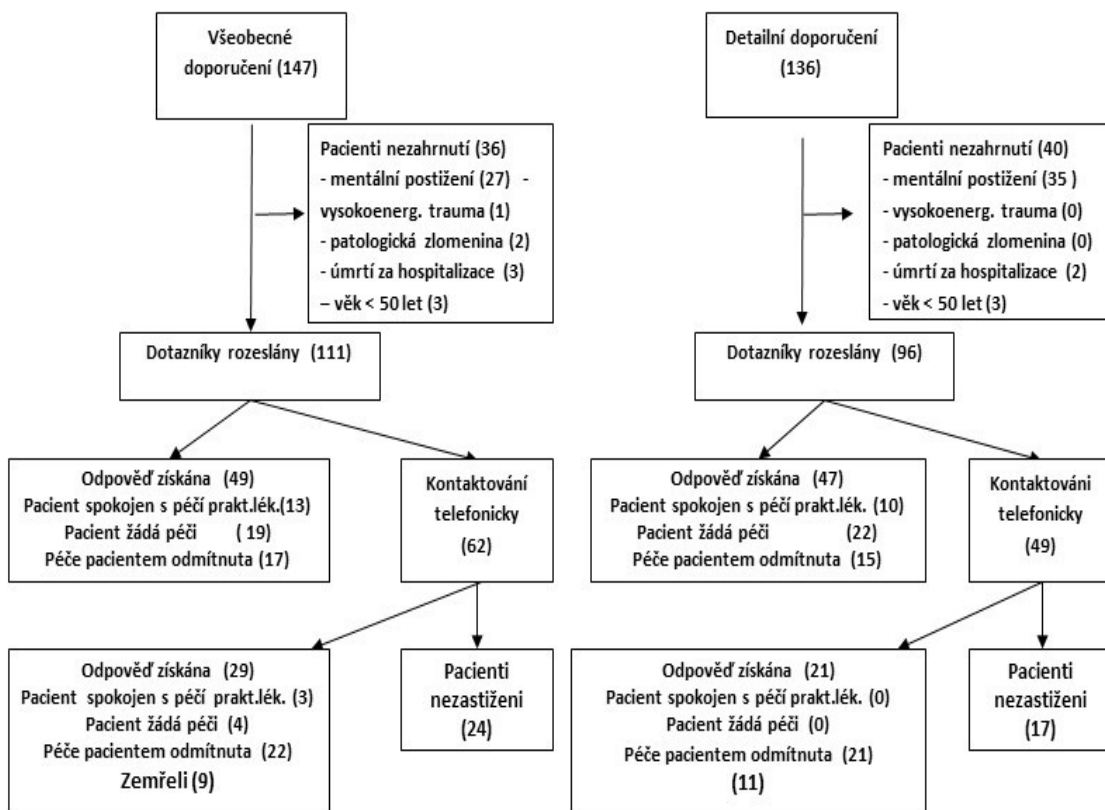 Všeobecné
doporučení (147)
Pacienti nezahrnutí (36)
- mentální postižení (27) -
vysokoenerg. trauma (1)
- patologická zlomenina (2)
- úmrtí za hospitalizace (3)
– věk < 50 let (3)
Dotazníky rozeslány (111)
Odpověď získána (49)
Pacient spokojen s péčí prakt.lék.(13)
Pacient žádá péči ( 19)
Péče pacientem odmítnuta (17)
Kontaktování
telefonicky
(62)
Odpověď získána (29)
Pacient spokojen s péčí prakt.lék. (3)
Pacient žádá péči (4)
Péče pacientem odmítnuta (22)
Zemřeli (9)
Pacienti
nezastiženi
(24)
Detailní doporučení
(136)
Pacienti nezahrnutí (40)
- mentální postižení (35 )
- vysokoenerg. trauma (0)
- patologická zlomenina (0)
- úmrtí za hospitalizace (2)
- věk < 50 let (3)
Dotazníky rozeslány (96)
Odpověď získána (47)
Pacient spokojen s péčí prakt.lék. (10)
Pacient žádá péči (22)
Péče pacientem odmítnuta (15)
Kontaktováni
telefonicky
(49)
Odpověď získána (21)
Pacient spokojen s péčí prakt.lék. (0)
Pacient žádá péči (0)
Péče pacientem odmítnuta (21)
(11)
Pacienti
nezastiženi
(17)